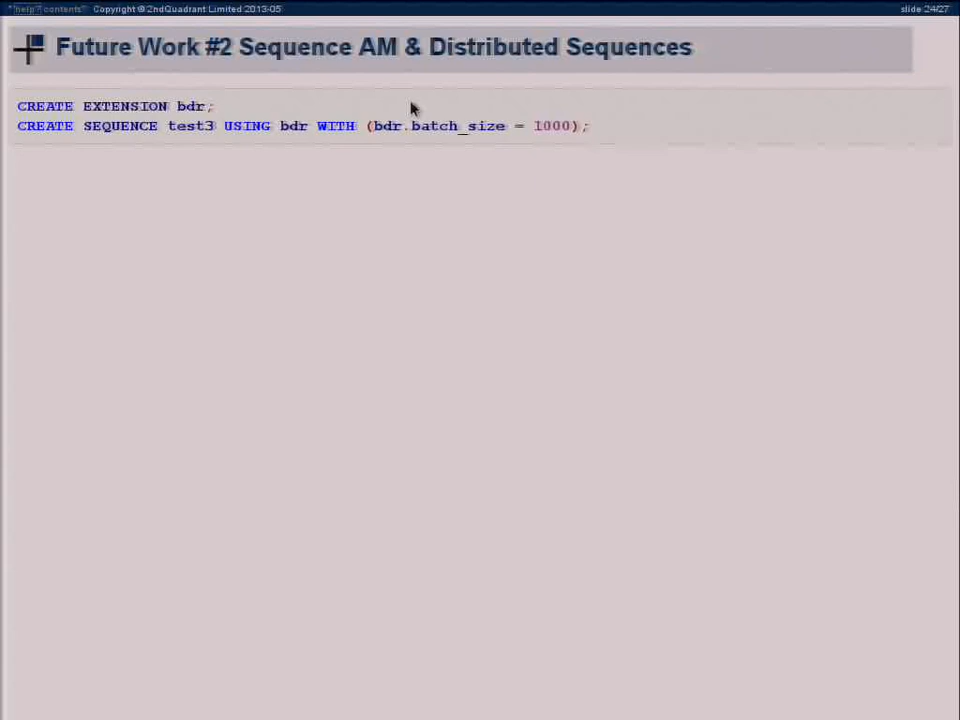 "[help?] contents" Copyright © 2ndQuadrant Limited 2013-05 slide 24/27
Future Work #2 Sequence AM & Distributed Sequences
CREATE EXTENSION bdr;
CREATE SEQUENCE test3 USING bdr WITH (bdr.batch_size = 1000);